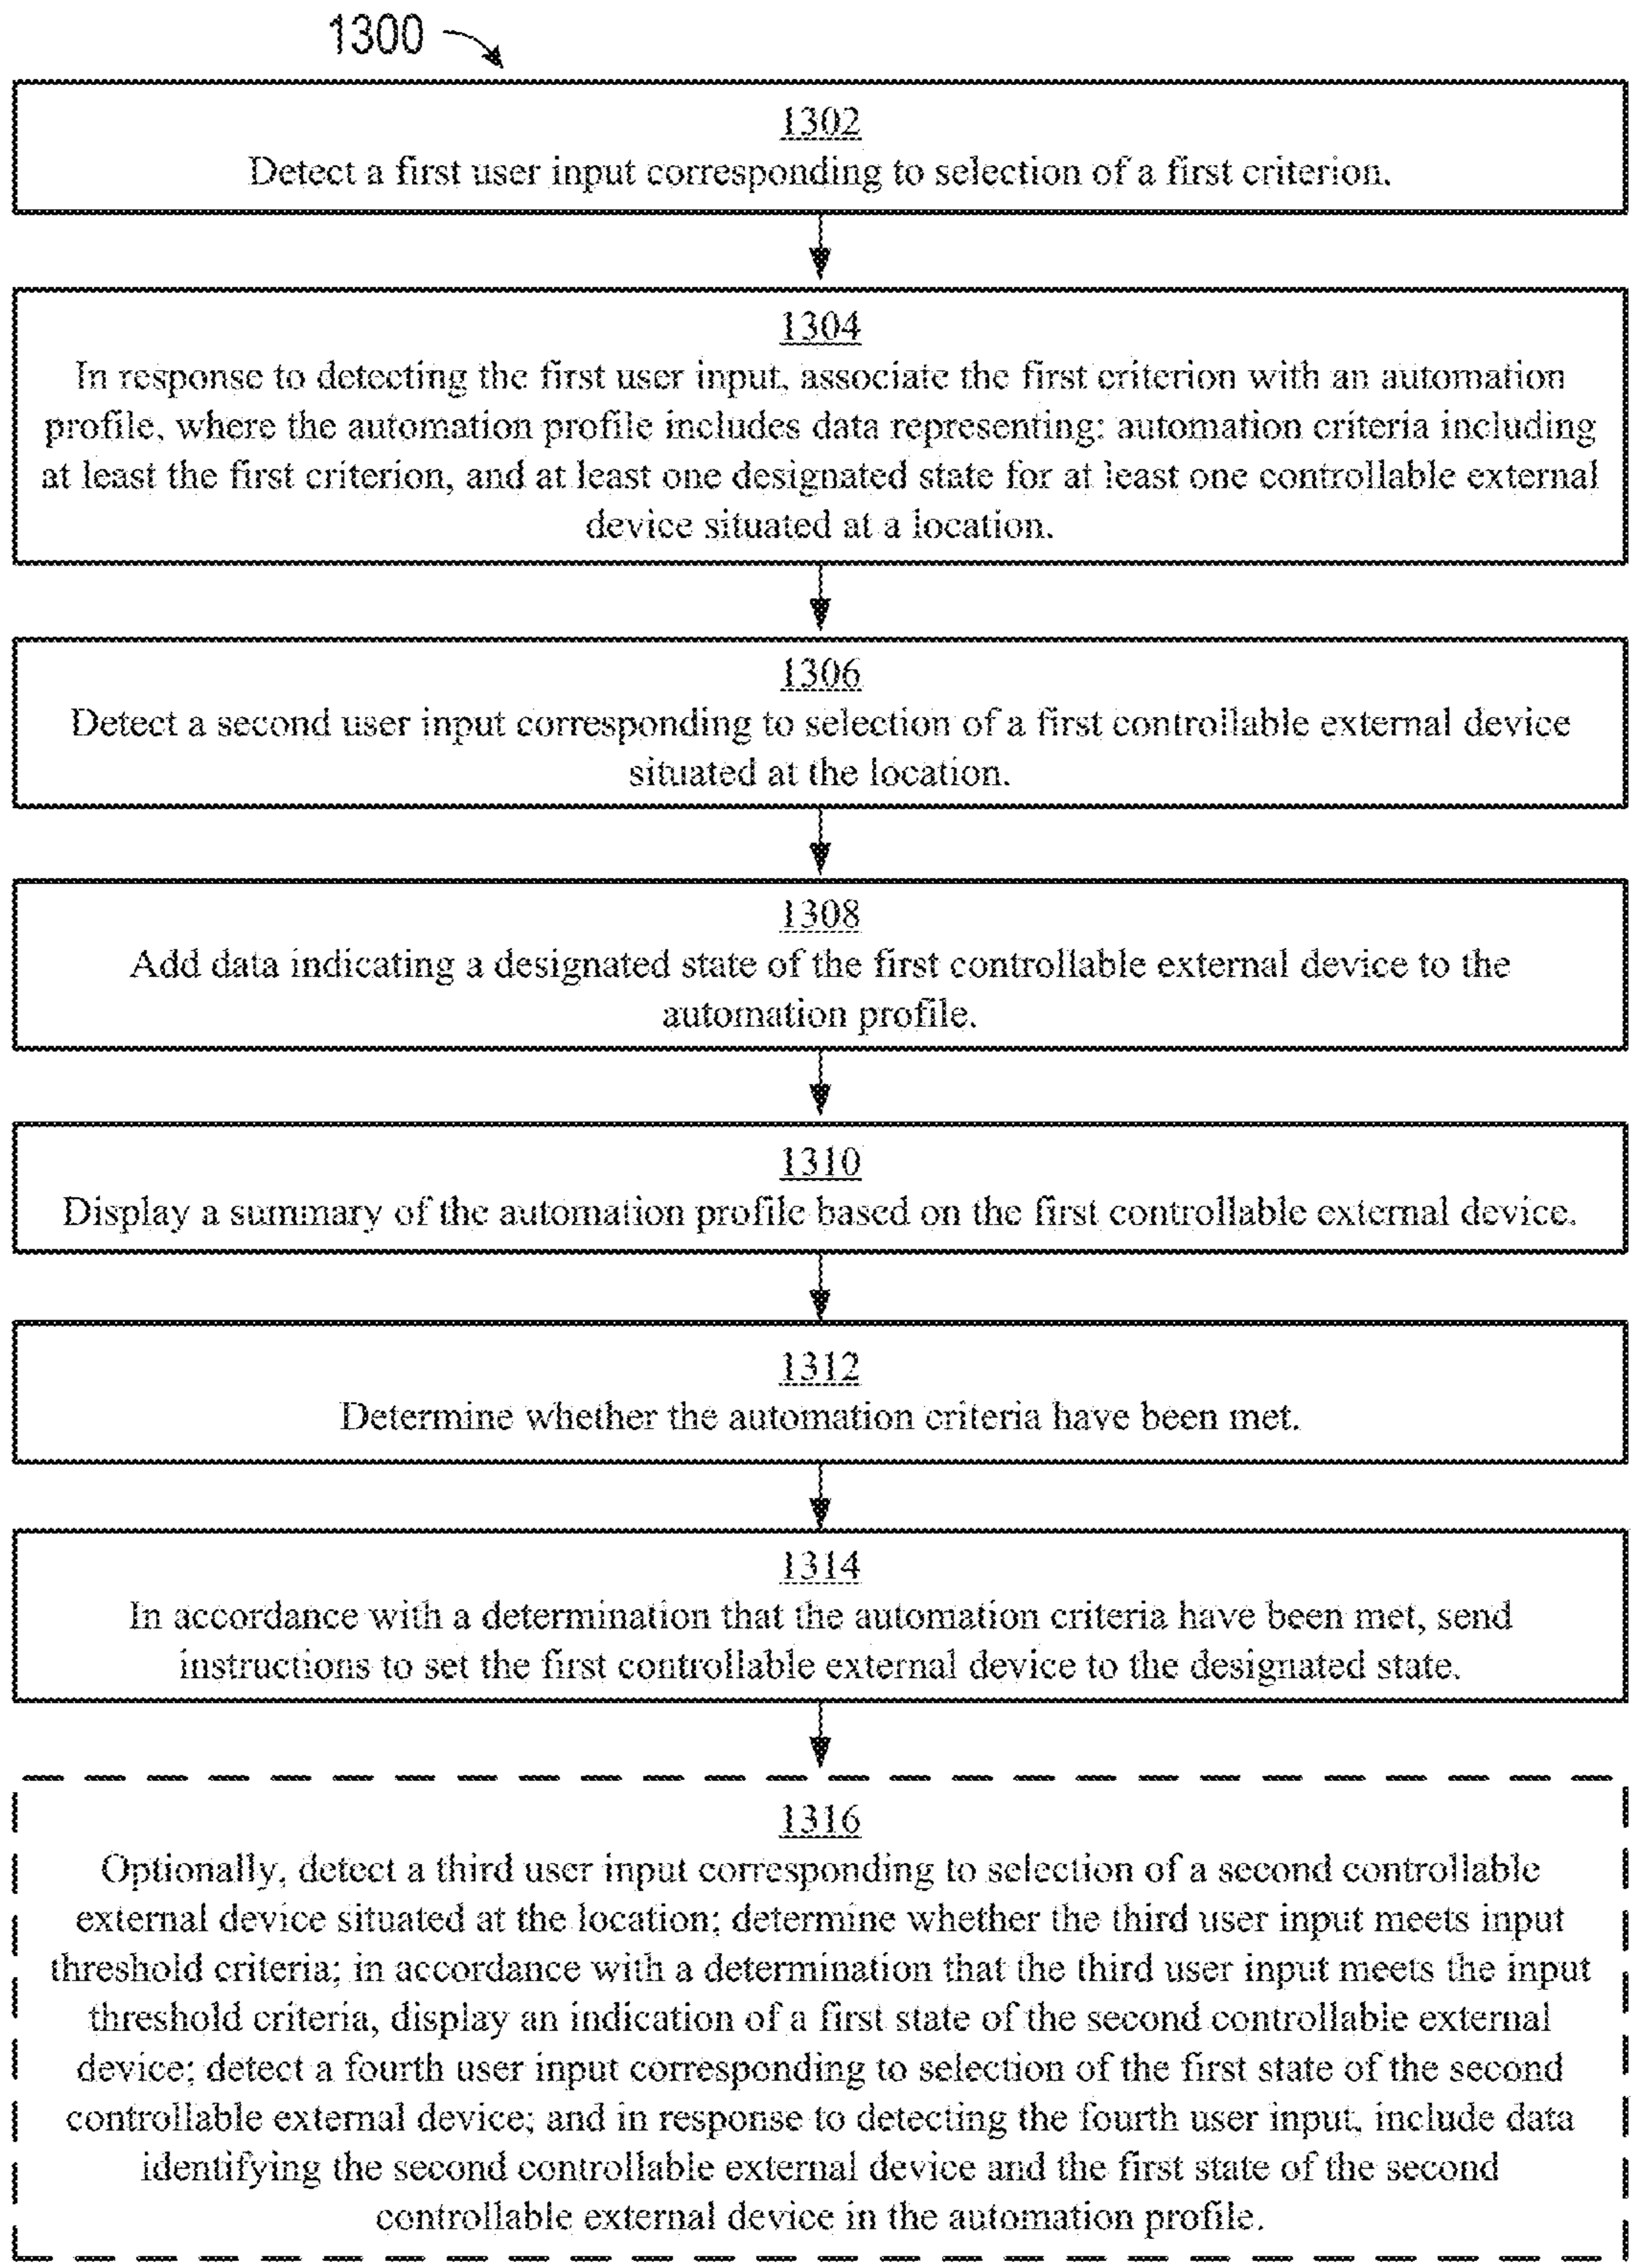 1300
1302
Detect a first user input corresponding to selection of a first criterion.
1304
In response to detecting the first user input, associate the first criterion with an automation
profile, where the automation profile includes data representing: automation criteria including
at least the first criterion, and at least one designated state for at least one controllable external
device situated at a location.
1306
Detect a second user input corresponding to selection of a first controllable external device
situated at the location.
1308
Add data indicating a designated state of the first controllable external device to the
automation profile.
1310
Display a summary of the automation profile based on the first controllable external device.
1312
Determine whether the automation criteria have been met.
1314
In accordance with a determination that the automation criteria have been met, send
instructions to set the first controllable external device to the designated state.
1316
Optionally, detect a third user input corresponding to selection of a second controllable
external device situated at the location; determine whether the third user input meets input
threshold criteria; in accordance with a determination that the third user input meets the input
threshold criteria, display an indication of a first state of the second controllable external
device; detect a fourth user input corresponding to selection of the first state of the second
controllable external device; and in response to detecting the fourth user input, include data
identifying the second controllable external device and the first state of the second
controllable external device in the automation profile.